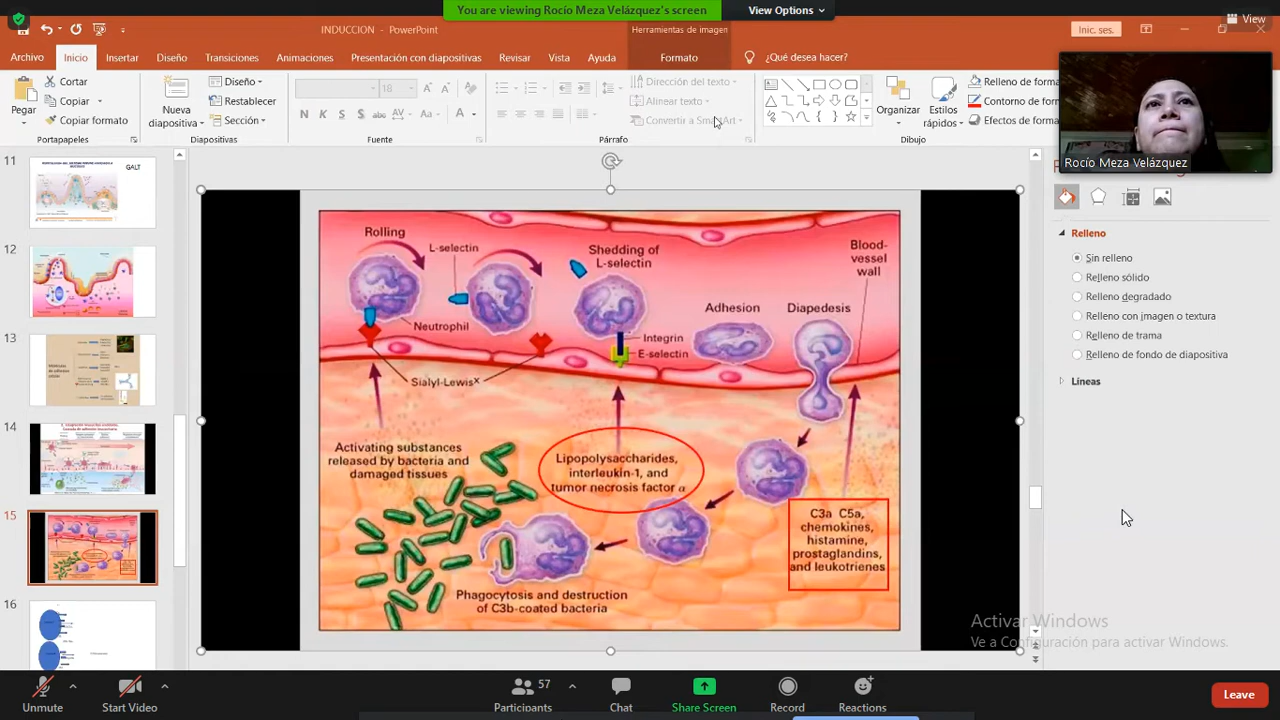 You are viewing Rocío Meza Velázquez's screen
View Options
View
INDUCCION - PowerPoint
Herramientas de imagen
Inic. ses.
Archivo
Inicio
Insertar
Diseño
Transiciones
Animaciones
Presentación con diapositivas
Revisar
Vista
Ayuda
Formato
¿Qué desea hacer?
Pegar
Cortar
Copiar
Copiar formato
Portapapeles
Nueva
diapositiva
Diseño
Restablecer
Sección
Diapositivas
18
N K S S abc AV Aa A
Fuente
Dirección del texto
Alinear texto
Convertir a SmartArt
Párrafo
Organizar
Estilos
rápidos
Relleno de forma
Contorno de forma
Efectos de forma
Dibujo
Rocío Meza Velázquez
11
GALT
12
13
14
15
16
Rolling
L-selectin
Shedding of
L-selectin
Blood-
vessel
wall
Adhesion
Diapedesis
Neutrophil
Integrin
E-selectin
Sialyl-Lewisˣ
Activating substances
released by bacteria and
damaged tissues
Lipopolysaccharides,
interleukin-1, and
tumor necrosis factor α
C3a C5a,
chemokines,
histamine,
prostaglandins,
and leukotrienes
Phagocytosis and destruction
of C3b-coated bacteria
Relleno
Sin relleno
Relleno sólido
Relleno degradado
Relleno con imagen o textura
Relleno de trama
Relleno de fondo de diapositiva
Líneas
Activar Windows
Ve a Configuración para activar Windows.
Unmute
Start Video
57
Participants
Chat
Share Screen
Record
Reactions
Leave